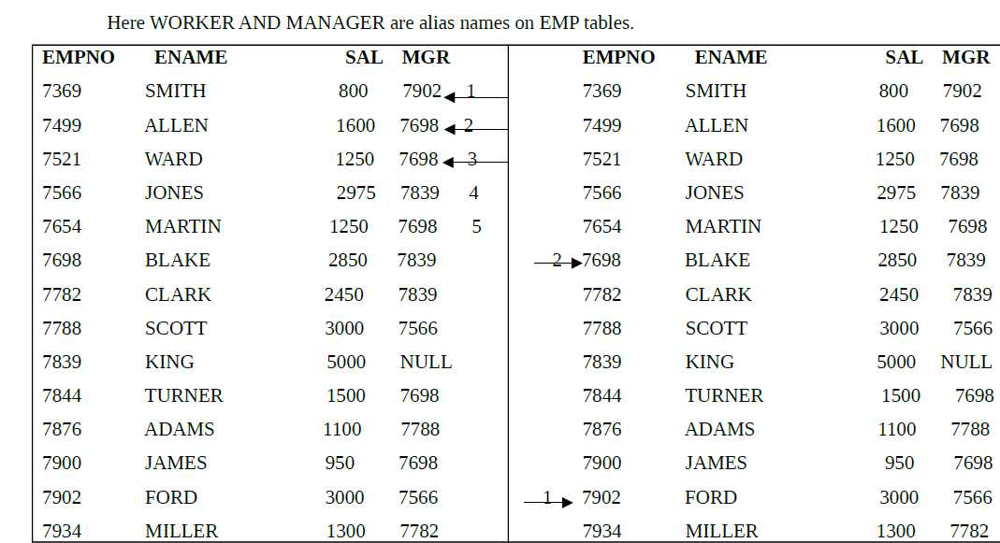 Here WORKER AND MANAGER are alias names on EMP tables.
EMPNO ENAME SAL MGR EMPNO ENAME SAL MGR
7369 SMITH 800 7902 1 7369 SMITH 800 7902
7499 ALLEN 1600 7698 2 7499 ALLEN 1600 7698
7521 WARD 1250 7698 3 7521 WARD 1250 7698
7566 JONES 2975 7839 4 7566 JONES 2975 7839
7654 MARTIN 1250 7698 5 7654 MARTIN 1250 7698
7698 BLAKE 2850 7839 2 7698 BLAKE 2850 7839
7782 CLARK 2450 7839 7782 CLARK 2450 7839
7788 SCOTT 3000 7566 7788 SCOTT 3000 7566
7839 KING 5000 NULL 7839 KING 5000 NULL
7844 TURNER 1500 7698 7844 TURNER 1500 7698
7876 ADAMS 1100 7788 7876 ADAMS 1100 7788
7900 JAMES 950 7698 7900 JAMES 950 7698
7902 FORD 3000 7566 1 7902 FORD 3000 7566
7934 MILLER 1300 7782 7934 MILLER 1300 7782